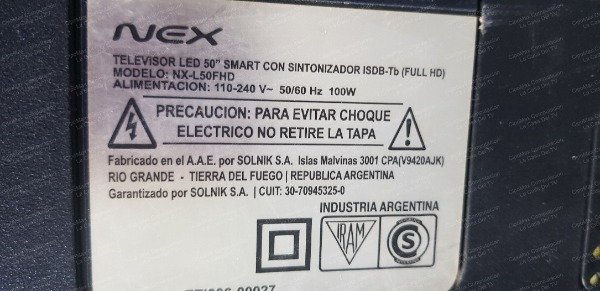 NEX
TELEVISOR LED 50" SMART CON SINTONIZADOR ISDB-Tb (FULL HD)
MODELO: NX-L50FHD
ALIMENTACION: 110-240 V~ 50/60 Hz 100W
PRECAUCION: PARA EVITAR CHOQUE
ELECTRICO NO RETIRE LA TAPA
Fabricado en el A.A.E. por SOLNIK S.A. Islas Malvinas 3001 CPA(V9420AJK)
RIO GRANDE - TIERRA DEL FUEGO | REPUBLICA ARGENTINA
Garantizado por SOLNIK S.A. | CUIT: 30-70945325-0
INDUSTRIA ARGENTINA
IRAM
S